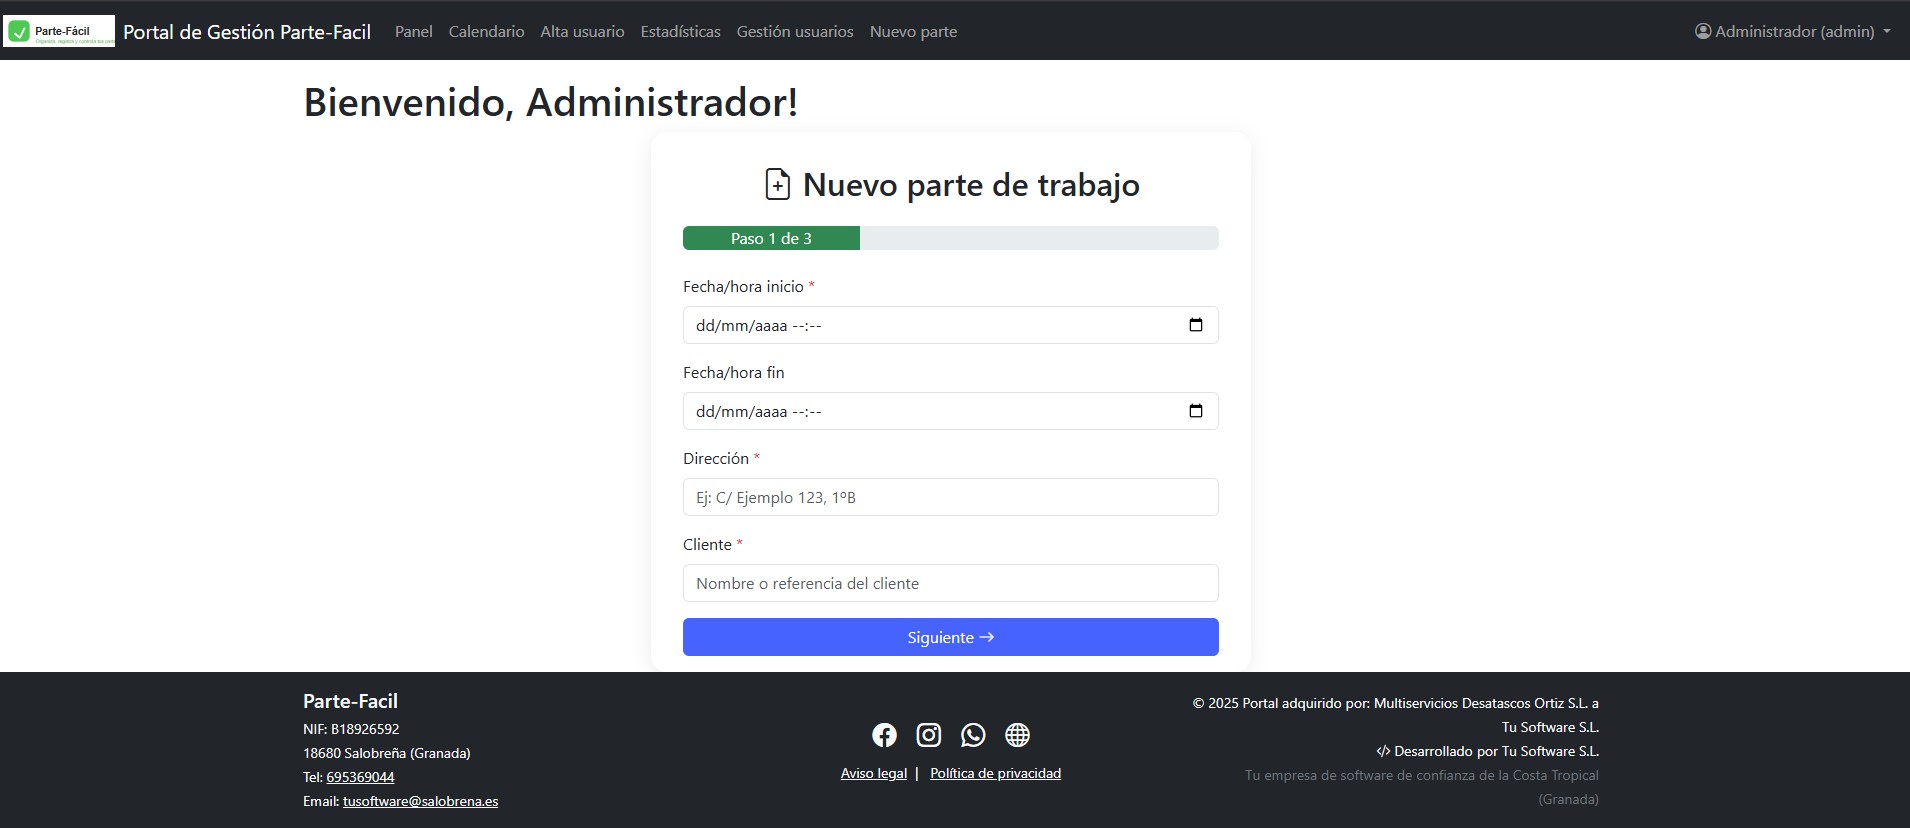 Parte-Fácil
Portal de Gestión Parte-Facil
Panel
Calendario
Alta usuario
Estadísticas
Gestión usuarios
Nuevo parte
Administrador (admin)
Bienvenido, Administrador!
Nuevo parte de trabajo
Paso 1 de 3
Fecha/hora inicio *
dd/mm/aaaa --:--
Fecha/hora fin
dd/mm/aaaa --:--
Dirección *
Ej: C/ Ejemplo 123, 1ºB
Cliente *
Nombre o referencia del cliente
Siguiente →
Parte-Facil
NIF: B18926592
18680 Salobreña (Granada)
Tel: 695369044
Email: tusoftware@salobrena.es
Aviso legal | Política de privacidad
© 2025 Portal adquirido por: Multiservicios Desatascos Ortiz S.L. a
Tu Software S.L.
</> Desarrollado por Tu Software S.L.
Tu empresa de software de confianza de la Costa Tropical
(Granada)